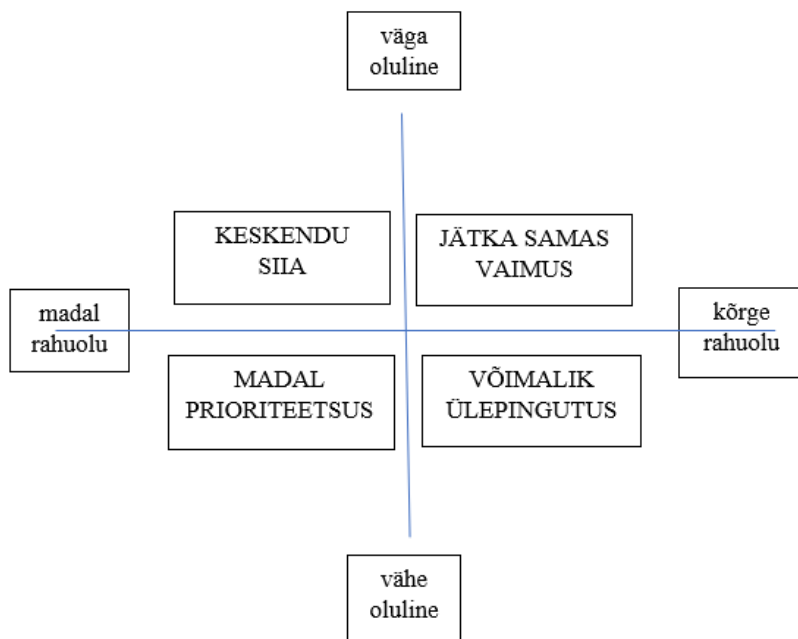 väga
oluline
KESKENDU
SIIA
JÄTKA SAMAS
VAIMUS
madal
rahuolu
kõrge
rahuolu
MADAL
PRIORITEETSUS
VÕIMALIK
ÜLEPINGUTUS
vähe
oluline